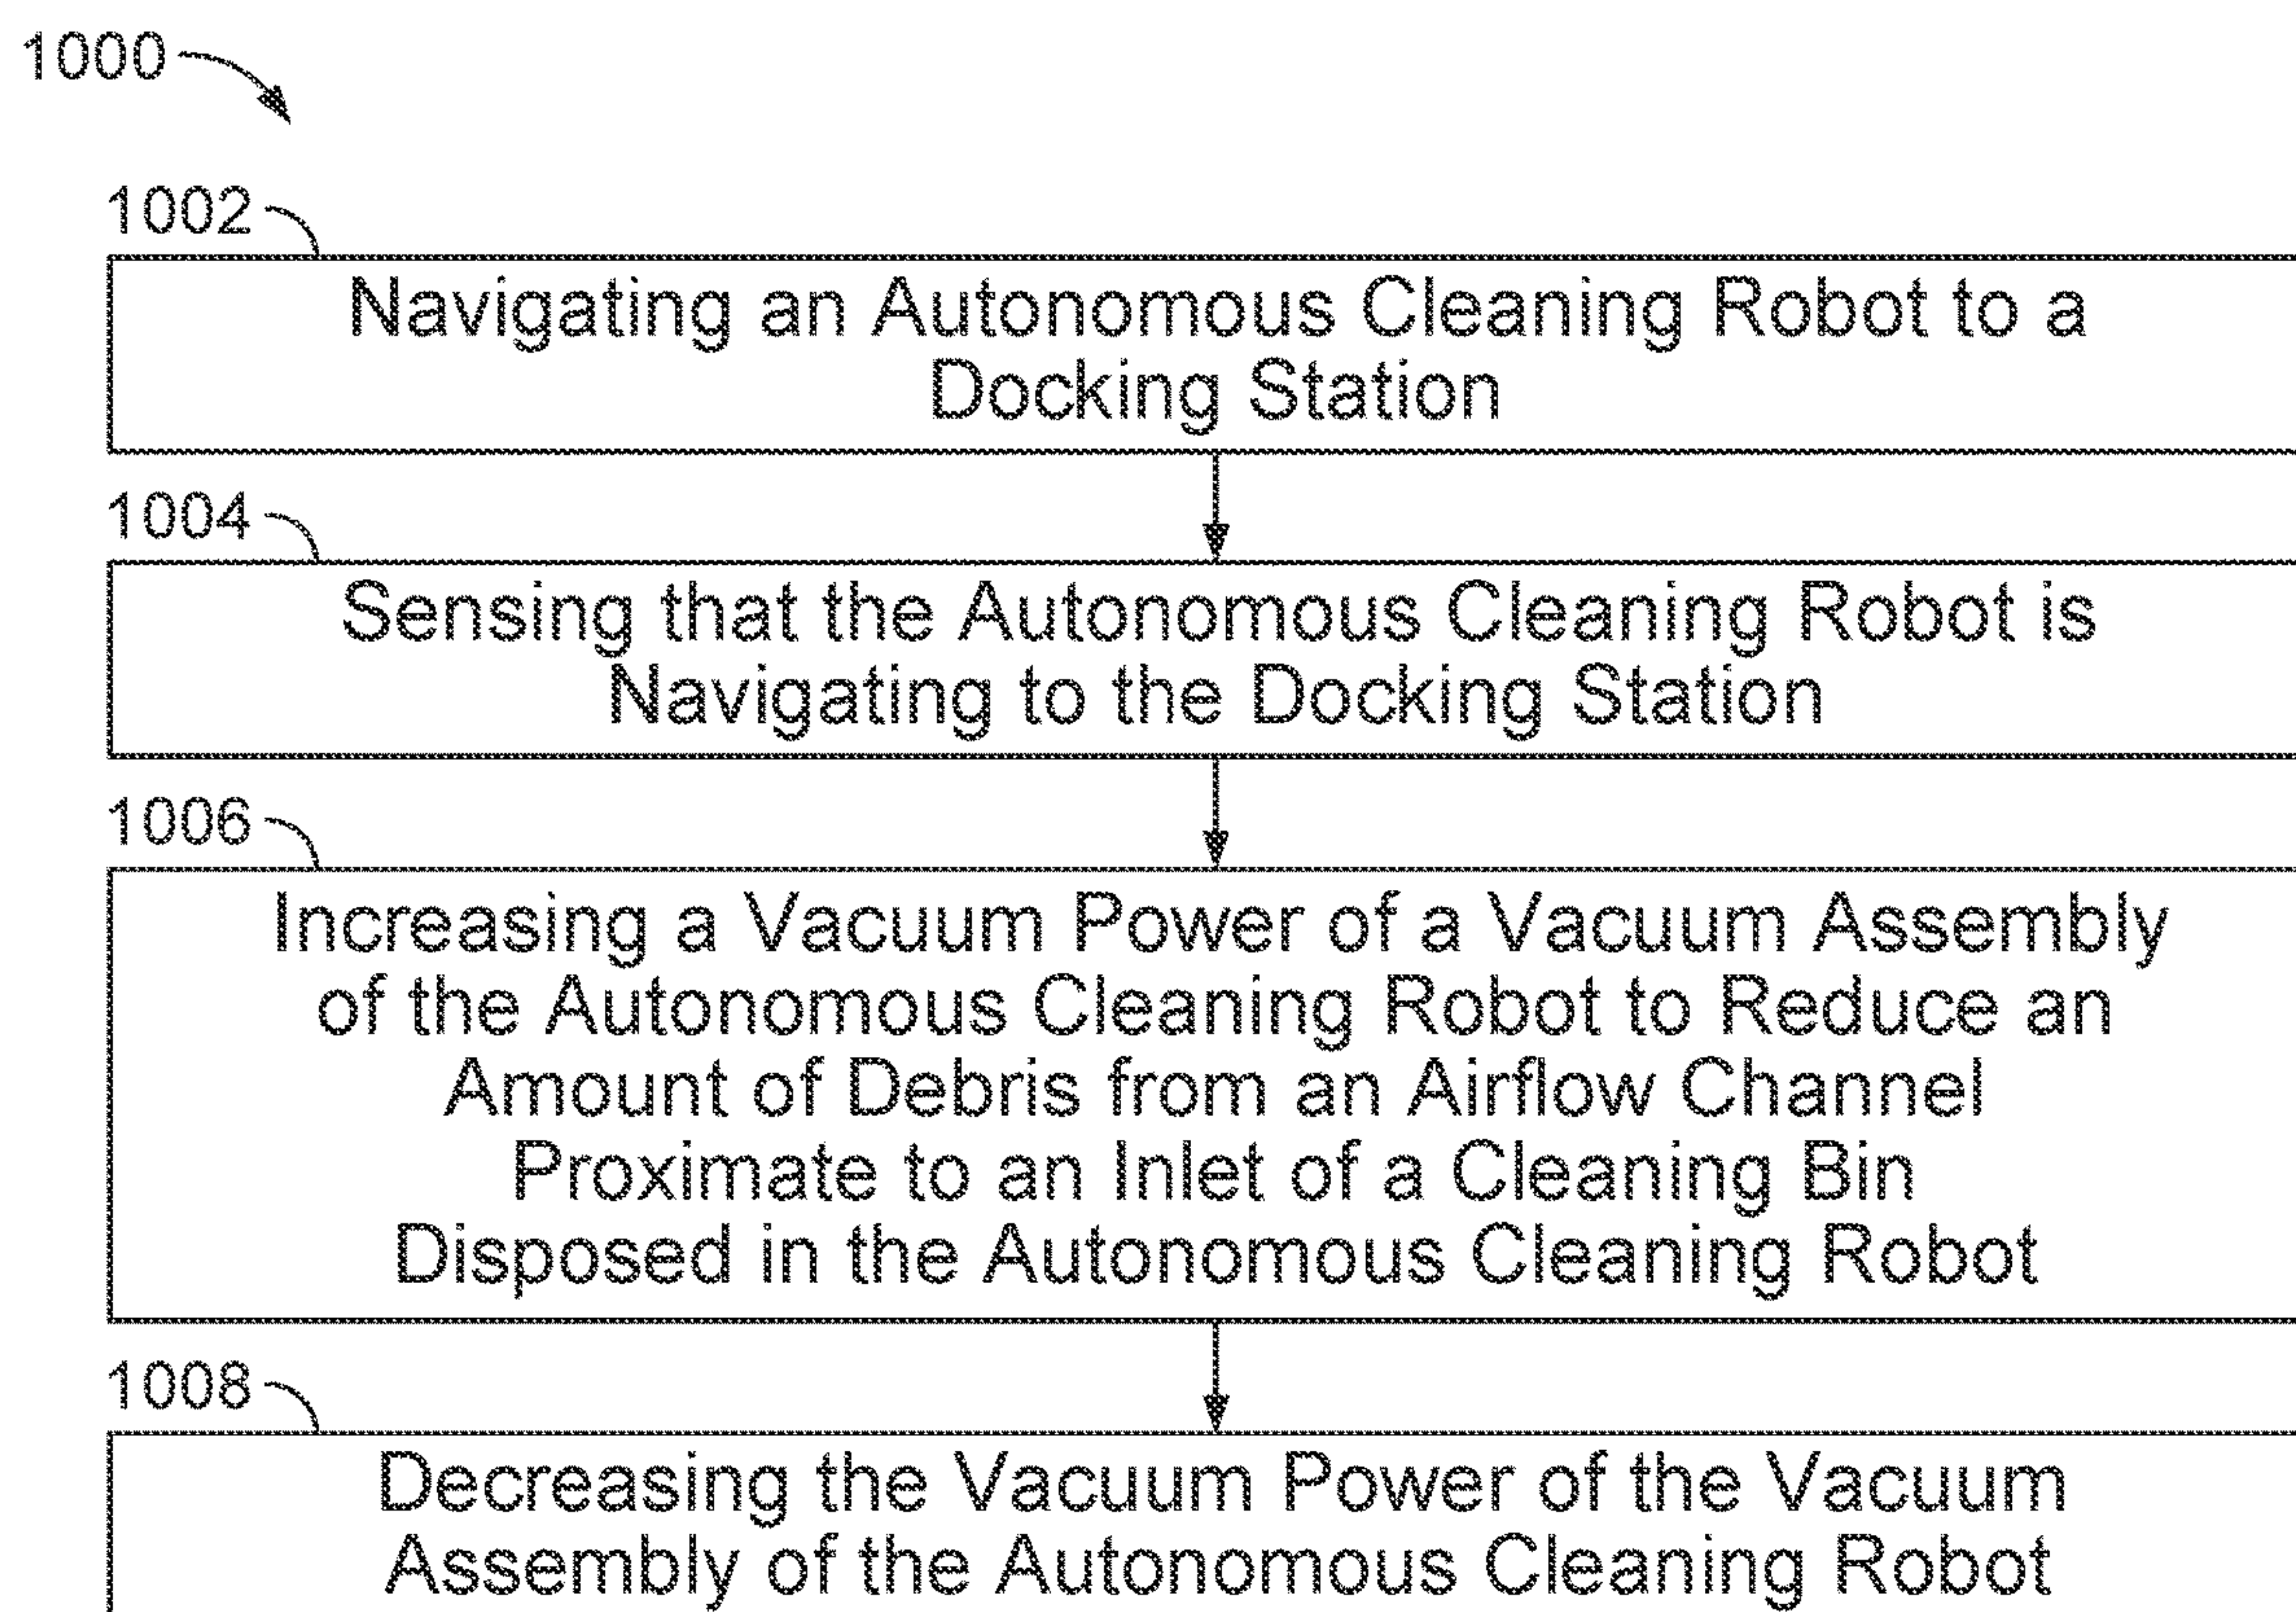 1000
1002
Navigating an Autonomous Cleaning Robot to a
Docking Station
1004
Sensing that the Autonomous Cleaning Robot is
Navigating to the Docking Station
1006
Increasing a Vacuum Power of a Vacuum Assembly
of the Autonomous Cleaning Robot to Reduce an
Amount of Debris from an Airflow Channel
Proximate to an Inlet of a Cleaning Bin
Disposed in the Autonomous Cleaning Robot
1008
Decreasing the Vacuum Power of the Vacuum
Assembly of the Autonomous Cleaning Robot